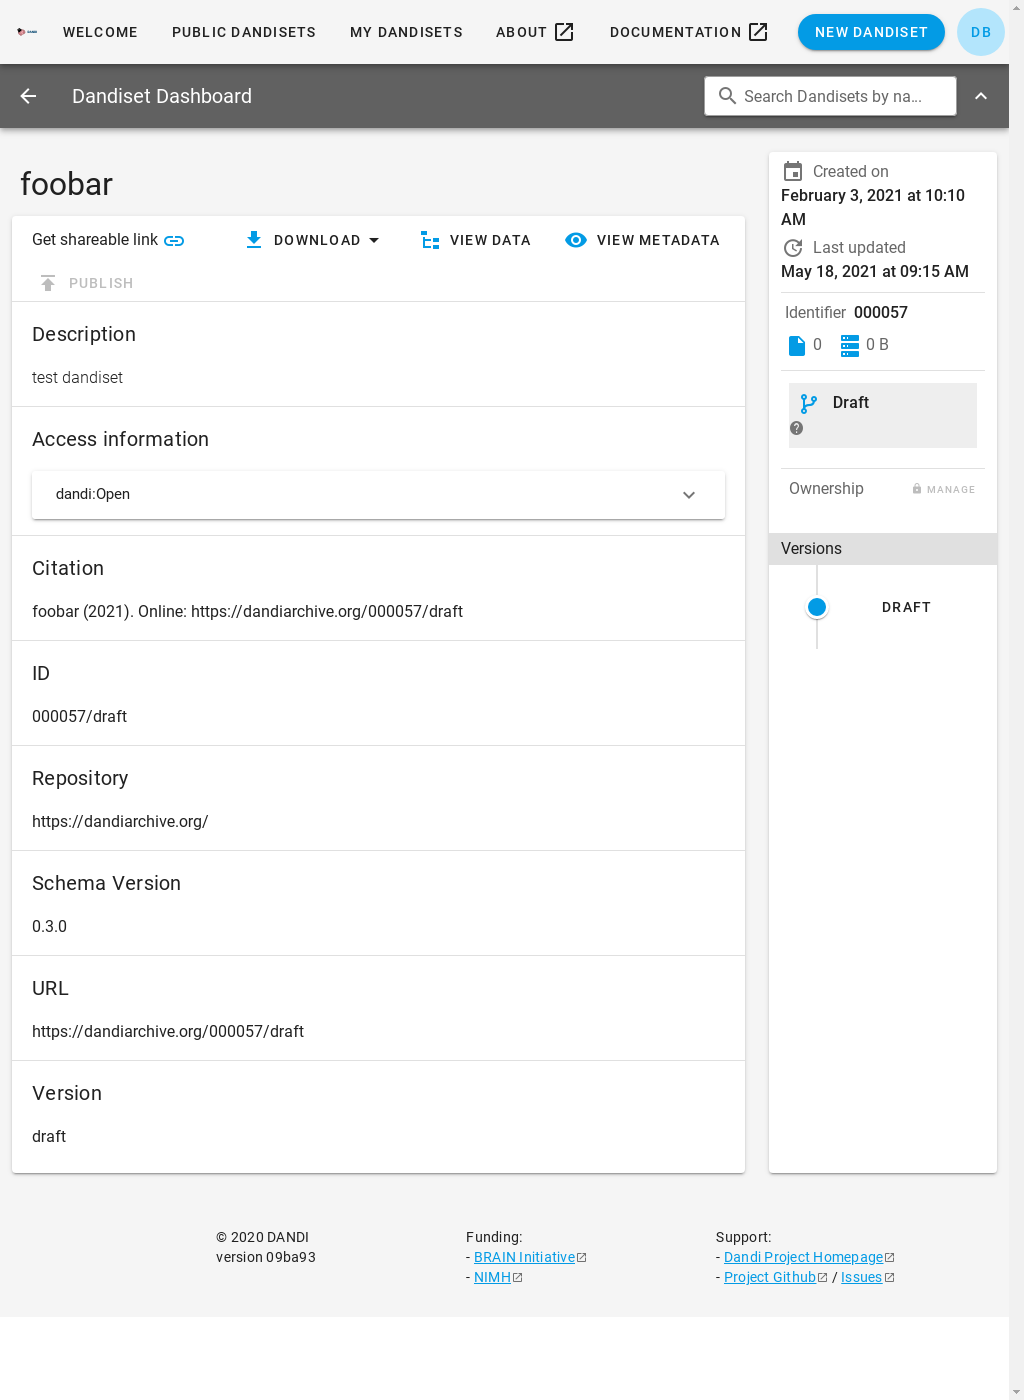 DANDI WELCOME PUBLIC DANDISETS MY DANDISETS ABOUT DOCUMENTATION NEW DANDISET DB
Dandiset Dashboard Search Dandisets by na...
foobar
Get shareable link DOWNLOAD VIEW DATA VIEW METADATA
PUBLISH
Description
test dandiset
Access information
dandi:Open
Citation
foobar (2021). Online: https://dandiarchive.org/000057/draft
ID
000057/draft
Repository
https://dandiarchive.org/
Schema Version
0.3.0
URL
https://dandiarchive.org/000057/draft
Version
draft
Created on
February 3, 2021 at 10:10
AM
Last updated
May 18, 2021 at 09:15 AM
Identifier 000057
0 0 B
Draft
Ownership MANAGE
Versions
DRAFT
© 2020 DANDI
version 09ba93
Funding:
- BRAIN Initiative
- NIMH
Support:
- Dandi Project Homepage
- Project Github / Issues